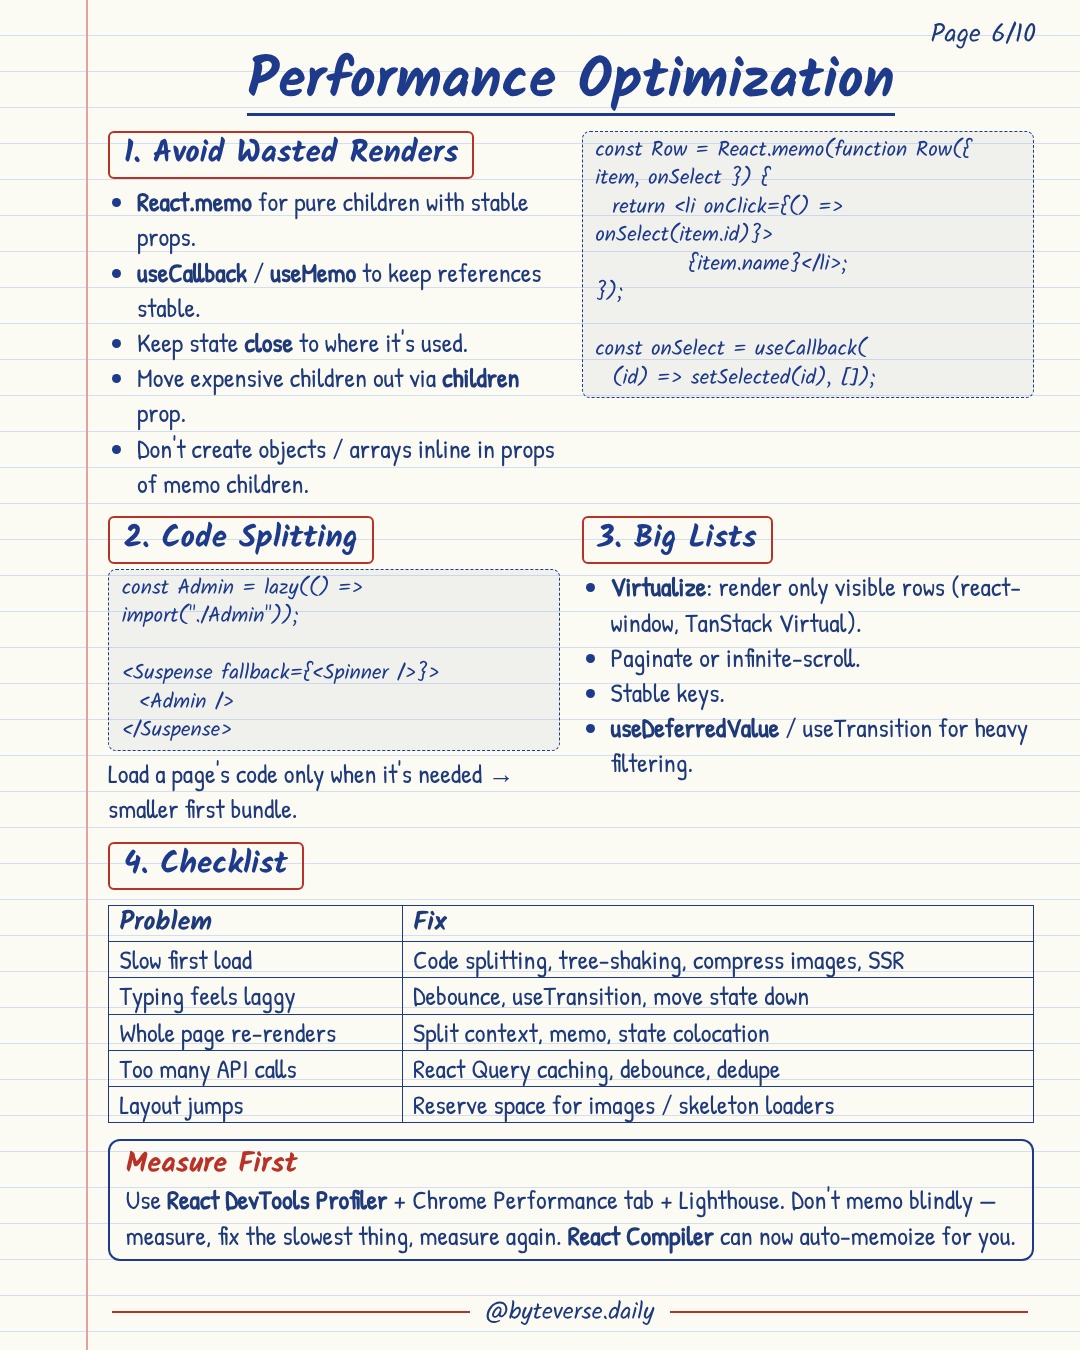 Page 6/10
Performance Optimization
1. Avoid Wasted Renders
• React.memo for pure children with stable
props.
• useCallback / useMemo to keep references
stable.
• Keep state close to where it's used.
• Move expensive children out via children
prop.
• Don't create objects / arrays inline in props
of memo children.
const Row = React.memo(function Row({
item, onSelect }) {
  return <li onClick={() =>
onSelect(item.id)}>
           {item.name}</li>;
});

const onSelect = useCallback(
  (id) => setSelected(id), []);
2. Code Splitting
const Admin = lazy(() =>
import("./Admin"));

<Suspense fallback={<Spinner />}>
  <Admin />
</Suspense>
Load a page's code only when it's needed →
smaller first bundle.
3. Big Lists
• Virtualize: render only visible rows (react-
window, TanStack Virtual).
• Paginate or infinite-scroll.
• Stable keys.
• useDeferredValue / useTransition for heavy
filtering.
4. Checklist
Problem Fix
Slow first load Code splitting, tree-shaking, compress images, SSR
Typing feels laggy Debounce, useTransition, move state down
Whole page re-renders Split context, memo, state colocation
Too many API calls React Query caching, debounce, dedupe
Layout jumps Reserve space for images / skeleton loaders
Measure First
Use React DevTools Profiler + Chrome Performance tab + Lighthouse. Don't memo blindly —
measure, fix the slowest thing, measure again. React Compiler can now auto-memoize for you.
@byteverse.daily